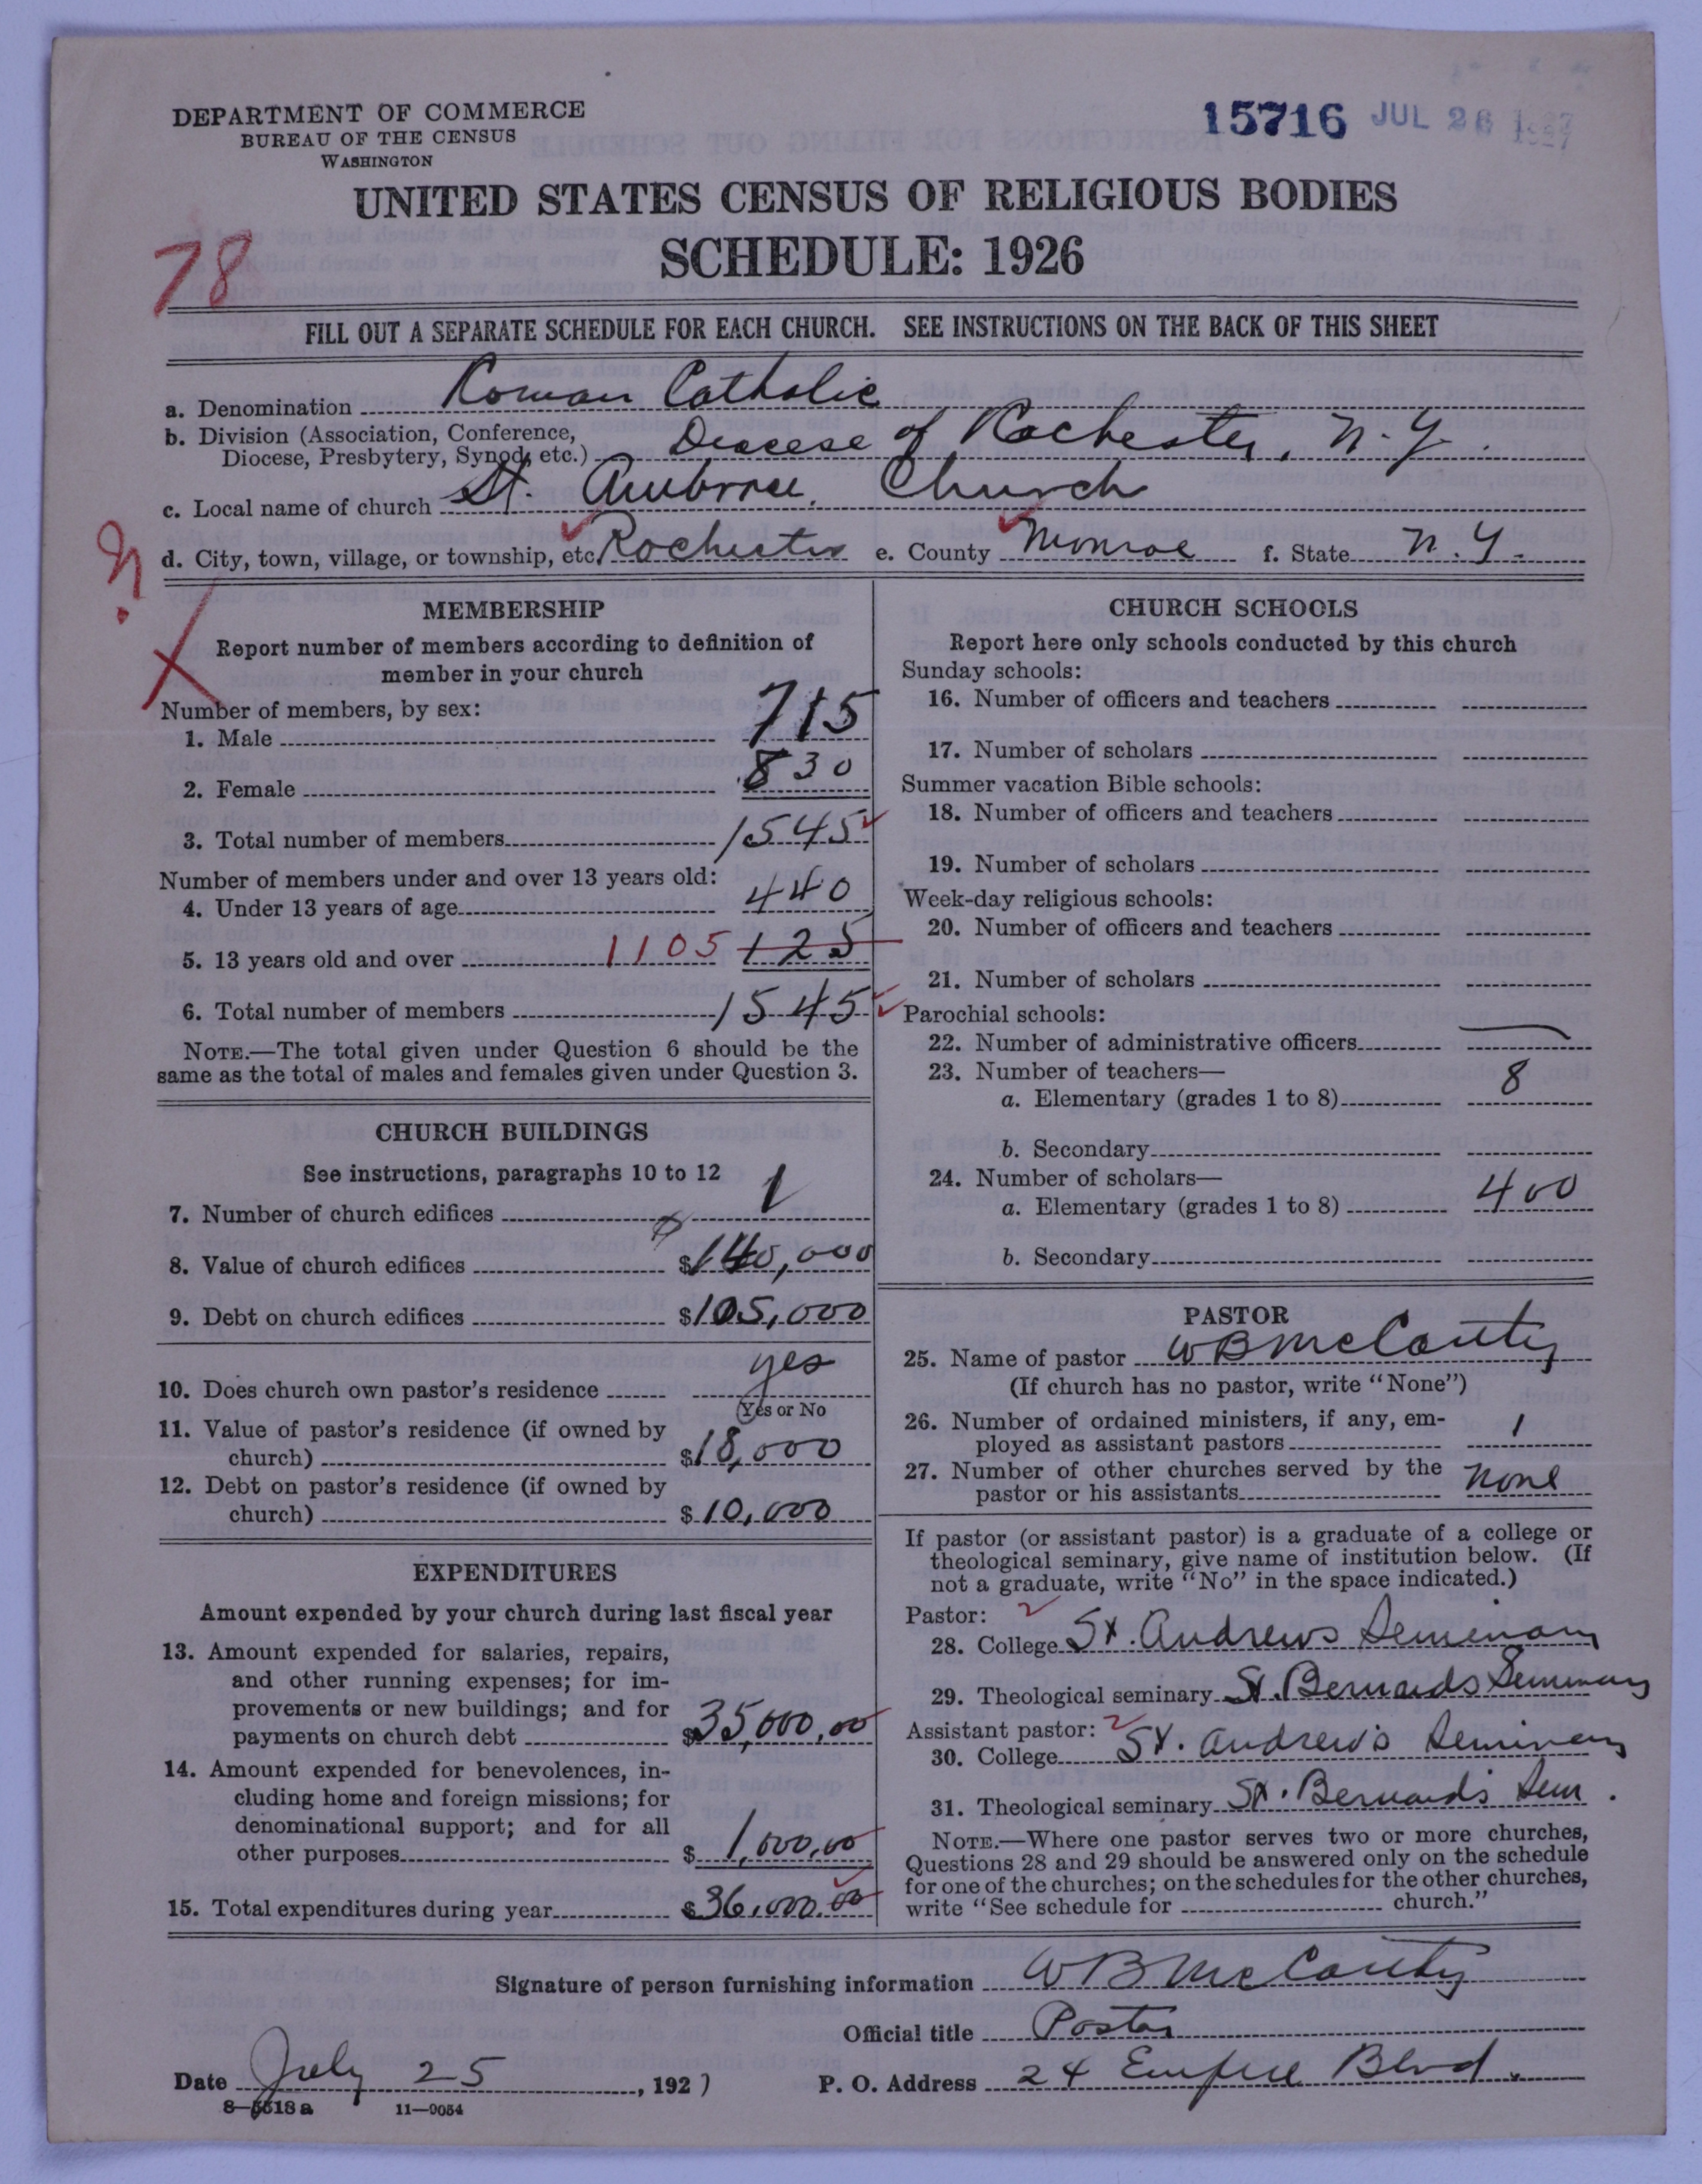 DEPARTMENT OF COMMERCE
BUREAU OF THE CENSUS
WASHINGTON
15716 JUL 26 1927
UNITED STATES CENSUS OF RELIGIOUS BODIES
SCHEDULE: 1926
78
FILL OUT A SEPARATE SCHEDULE FOR EACH CHURCH. SEE INSTRUCTIONS ON THE BACK OF THIS SHEET
a. Denomination Roman Catholic
b. Division (Association, Conference,
Diocese, Presbytery, Synod, etc.) Diocese of Rochester, N.Y.
c. Local name of church St. Ambrose Church
d. City, town, village, or township, etc. Rochester e. County Monroe f. State N.Y.
MEMBERSHIP
Report number of members according to definition of
member in your church
Number of members, by sex:
1. Male 715
2. Female 830
3. Total number of members 1545
Number of members under and over 13 years old:
4. Under 13 years of age 440
5. 13 years old and over 1105 125
6. Total number of members 1545
NOTE.—The total given under Question 6 should be the
same as the total of males and females given under Question 3.
CHURCH BUILDINGS
See instructions, paragraphs 10 to 12
7. Number of church edifices 1
8. Value of church edifices $140,000
9. Debt on church edifices $105,000
10. Does church own pastor's residence yes
(Yes or No
11. Value of pastor's residence (if owned by
church) $18,000
12. Debt on pastor's residence (if owned by
church) $10,000
EXPENDITURES
Amount expended by your church during last fiscal year
13. Amount expended for salaries, repairs,
and other running expenses; for im-
provements or new buildings; and for
payments on church debt $35,000.00
14. Amount expended for benevolences, in-
cluding home and foreign missions; for
denominational support; and for all
other purposes $1,000.00
15. Total expenditures during year $36,000.00
CHURCH SCHOOLS
Report here only schools conducted by this church
Sunday schools:
16. Number of officers and teachers
17. Number of scholars
Summer vacation Bible schools:
18. Number of officers and teachers
19. Number of scholars
Week-day religious schools:
20. Number of officers and teachers
21. Number of scholars
Parochial schools:
22. Number of administrative officers
23. Number of teachers—
a. Elementary (grades 1 to 8) 8
b. Secondary
24. Number of scholars—
a. Elementary (grades 1 to 8) 400
b. Secondary
PASTOR
25. Name of pastor W B McCarthy
(If church has no pastor, write "None")
26. Number of ordained ministers, if any, em-
ployed as assistant pastors 1
27. Number of other churches served by the
pastor or his assistants none
If pastor (or assistant pastor) is a graduate of a college or
theological seminary, give name of institution below. (If
not a graduate, write "No" in the space indicated.)
Pastor:
28. College St. Andrews Seminary
29. Theological seminary St. Bernards Seminary
Assistant pastor:
30. College St. Andrew's Seminary
31. Theological seminary St. Bernard's Sem.
NOTE.—Where one pastor serves two or more churches,
Questions 28 and 29 should be answered only on the schedule
for one of the churches; on the schedules for the other churches,
write "See schedule for church."
Signature of person furnishing information W B McCarthy
Official title Pastor
Date July 25, 1927 P. O. Address 24 Empire Blvd.
8—5518a 11—9054